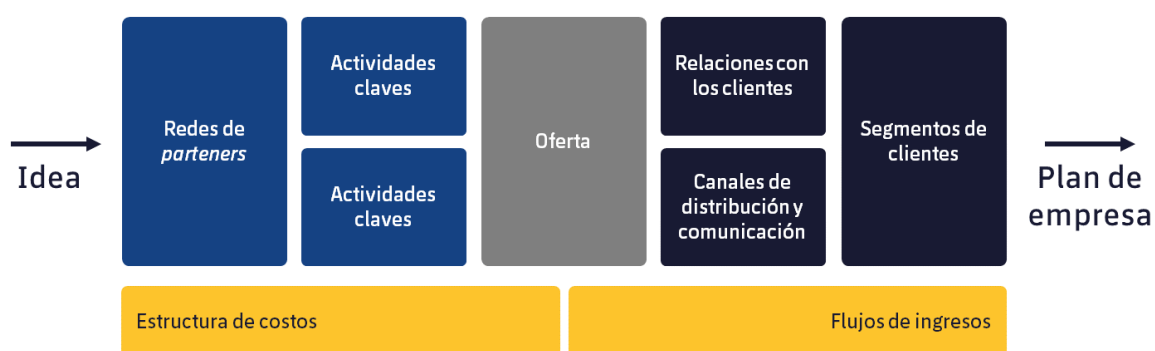 Idea
Redes de
parteners
Actividades
claves
Actividades
claves
Oferta
Relaciones con
los clientes
Canales de
distribución y
comunicación
Segmentos de
clientes
Plan de
empresa
Estructura de costos
Flujos de ingresos